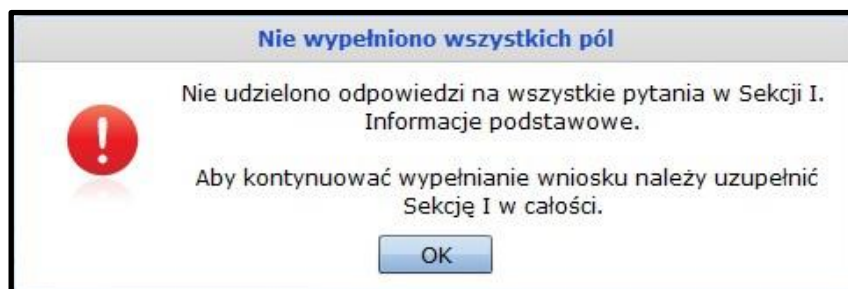 Nie wypełniono wszystkich pól
Nie udzielono odpowiedzi na wszystkie pytania w Sekcji I.
Informacje podstawowe.
Aby kontynuować wypełnianie wniosku należy uzupełnić
Sekcję I w całości.
OK